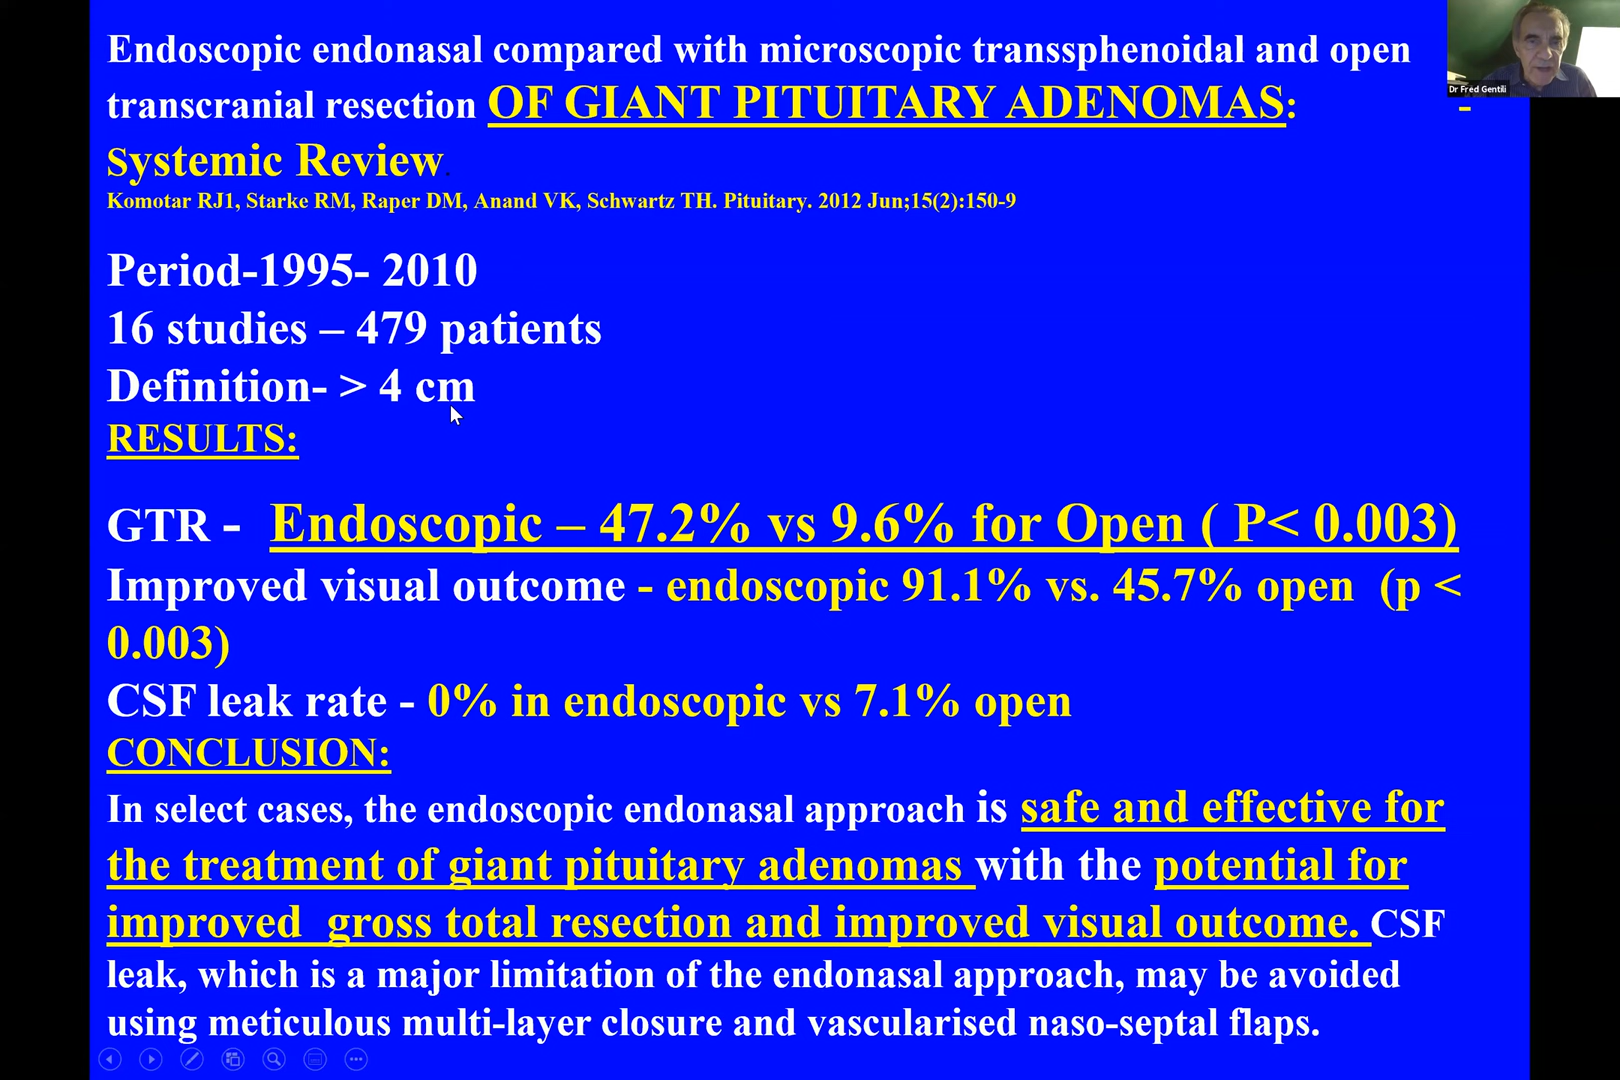 Endoscopic endonasal compared with microscopic transsphenoidal and open
transcranial resection OF GIANT PITUITARY ADENOMAS: -
Systemic Review.
Komotar RJ1, Starke RM, Raper DM, Anand VK, Schwartz TH. Pituitary. 2012 Jun;15(2):150-9
Period-1995- 2010
16 studies – 479 patients
Definition- > 4 cm
RESULTS:
GTR - Endoscopic – 47.2% vs 9.6% for Open ( P< 0.003)
Improved visual outcome - endoscopic 91.1% vs. 45.7% open (p <
0.003)
CSF leak rate - 0% in endoscopic vs 7.1% open
CONCLUSION:
In select cases, the endoscopic endonasal approach is safe and effective for
the treatment of giant pituitary adenomas with the potential for
improved gross total resection and improved visual outcome. CSF
leak, which is a major limitation of the endonasal approach, may be avoided
using meticulous multi-layer closure and vascularised naso-septal flaps.
Dr Fred Gentili